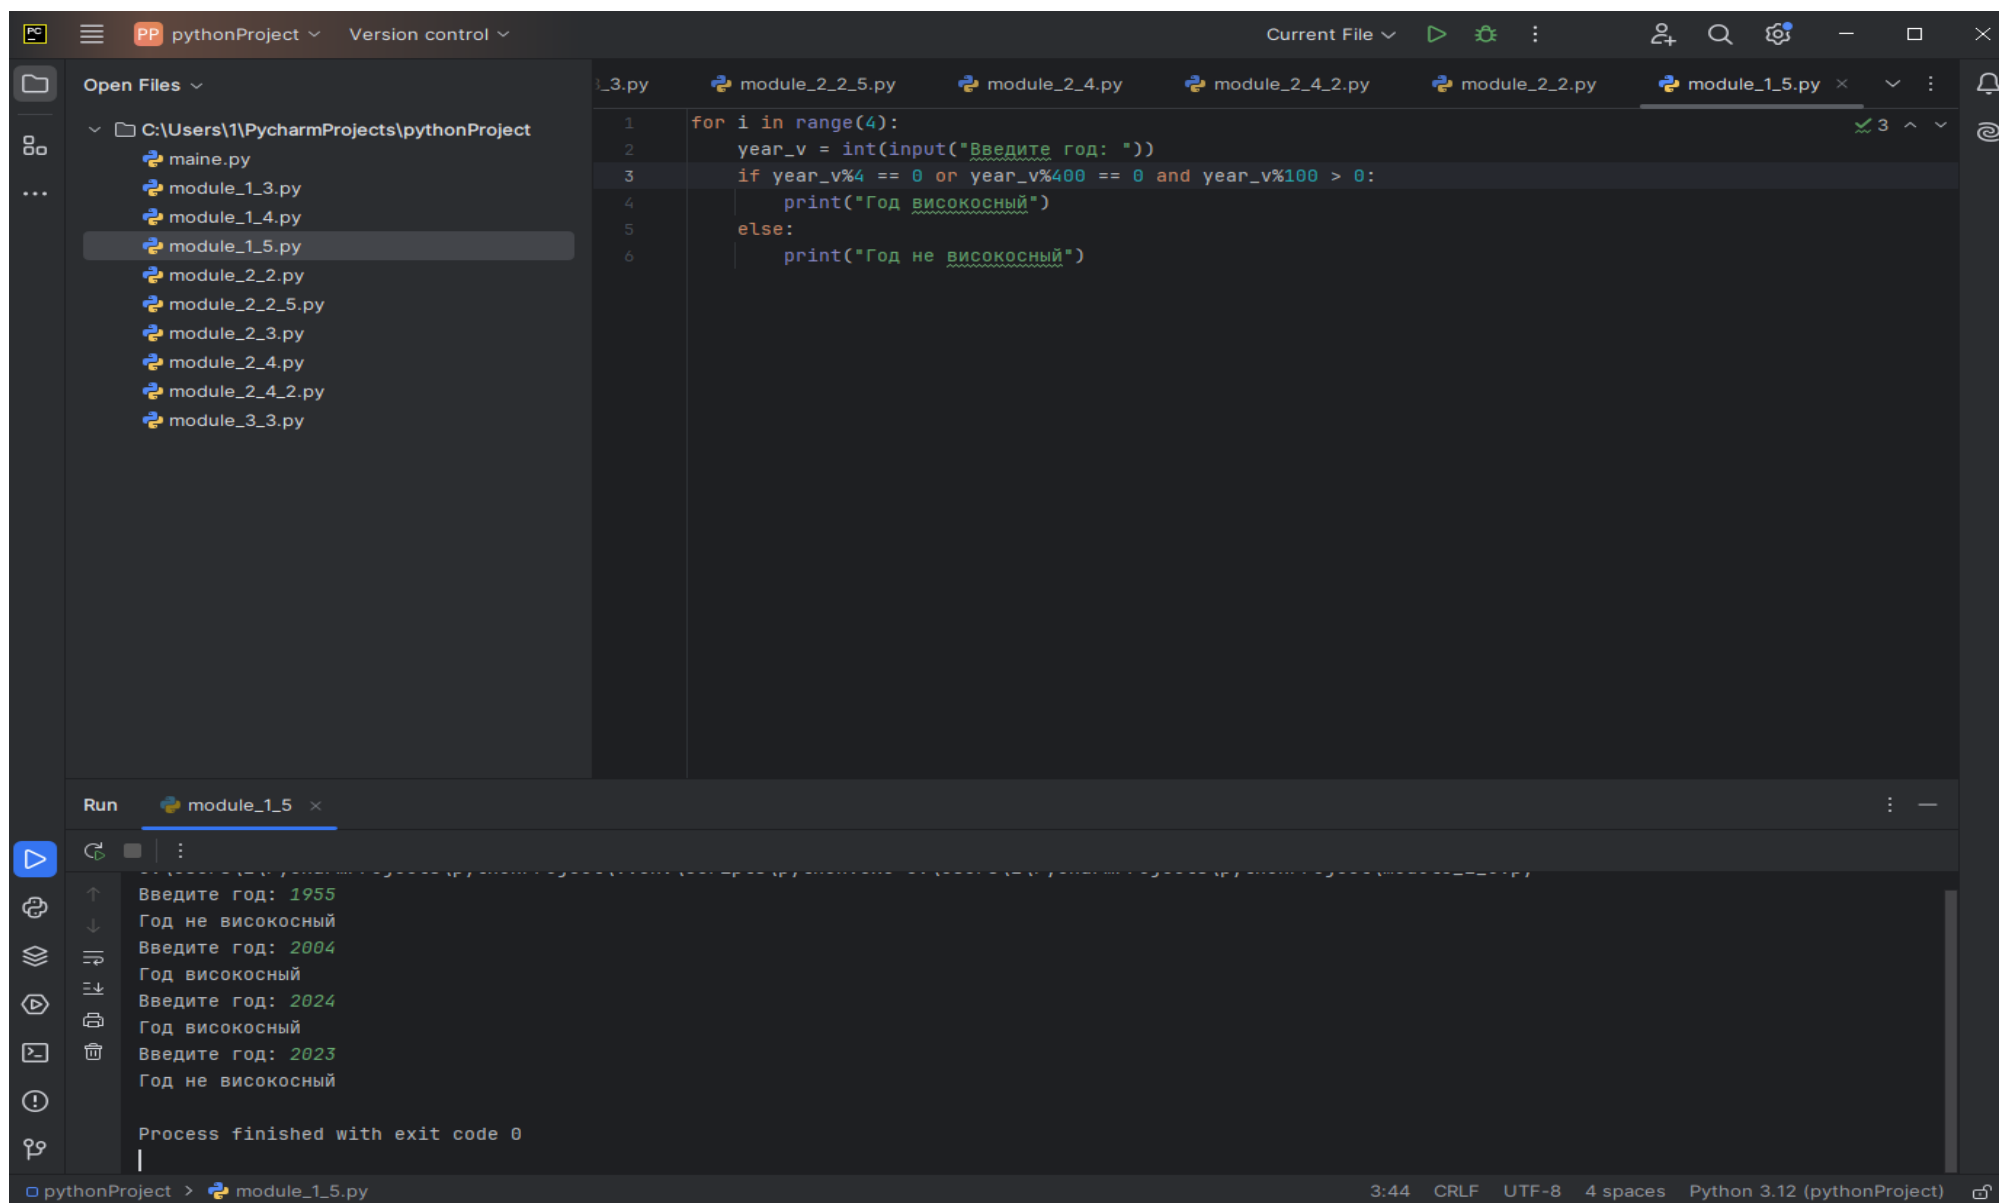 PC
PP pythonProject Version control
Current File
Open Files
_3.py module_2_2_5.py module_2_4.py module_2_4_2.py module_2_2.py module_1_5.py
C:\Users\1\PycharmProjects\pythonProject
maine.py
module_1_3.py
module_1_4.py
module_1_5.py
module_2_2.py
module_2_2_5.py
module_2_3.py
module_2_4.py
module_2_4_2.py
module_3_3.py
1 for i in range(4):
2 year_v = int(input("Введите год: "))
3 if year_v%4 == 0 or year_v%400 == 0 and year_v%100 > 0:
4 print("Год високосный")
5 else:
6 print("Год не високосный")
3
Run module_1_5
Введите год: 1955
Год не високосный
Введите год: 2004
Год високосный
Введите год: 2024
Год високосный
Введите год: 2023
Год не високосный
Process finished with exit code 0
pythonProject > module_1_5.py
3:44 CRLF UTF-8 4 spaces Python 3.12 (pythonProject)